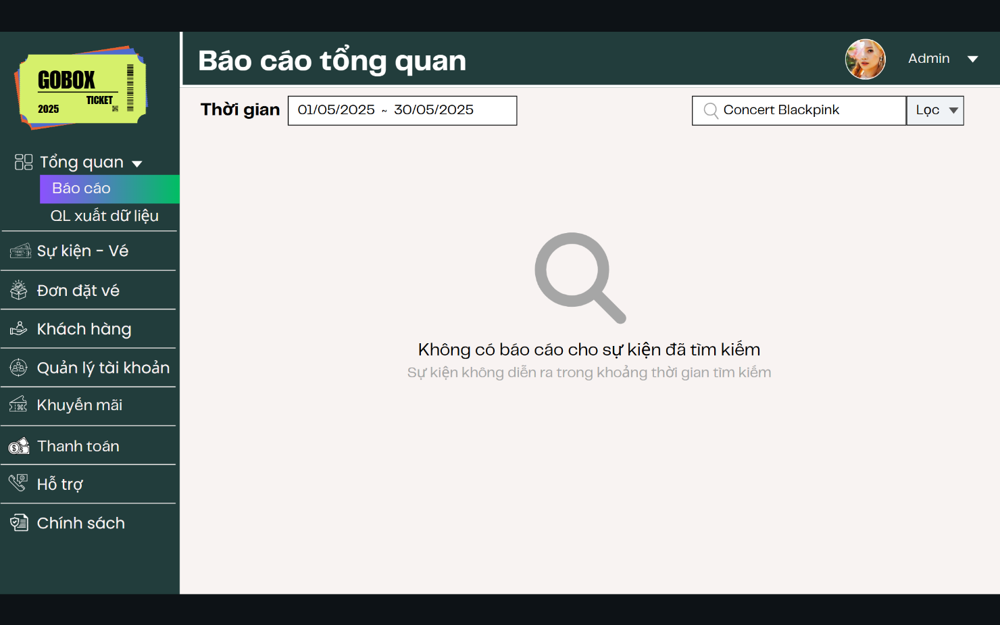 GOBOX
TICKET
2025
Báo cáo tổng quan
Admin
Thời gian
01/05/2025 ~ 30/05/2025
Concert Blackpink
Lọc
Tổng quan
Báo cáo
QL xuất dữ liệu
Sự kiện - Vé
Đơn đặt vé
Khách hàng
Quản lý tài khoản
Khuyến mãi
Thanh toán
Hỗ trợ
Chính sách
Không có báo cáo cho sự kiện đã tìm kiếm
Sự kiện không diễn ra trong khoảng thời gian tìm kiếm